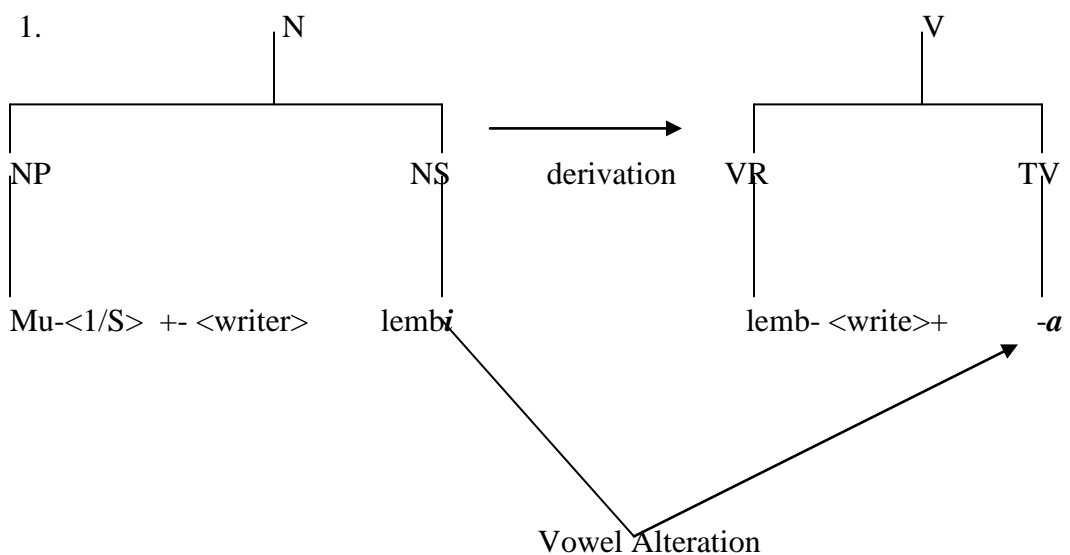 1. N V
NP NS derivation VR TV
Mu-<1/S> +- <writer> lembi lemb- <write>+ -a
Vowel Alteration